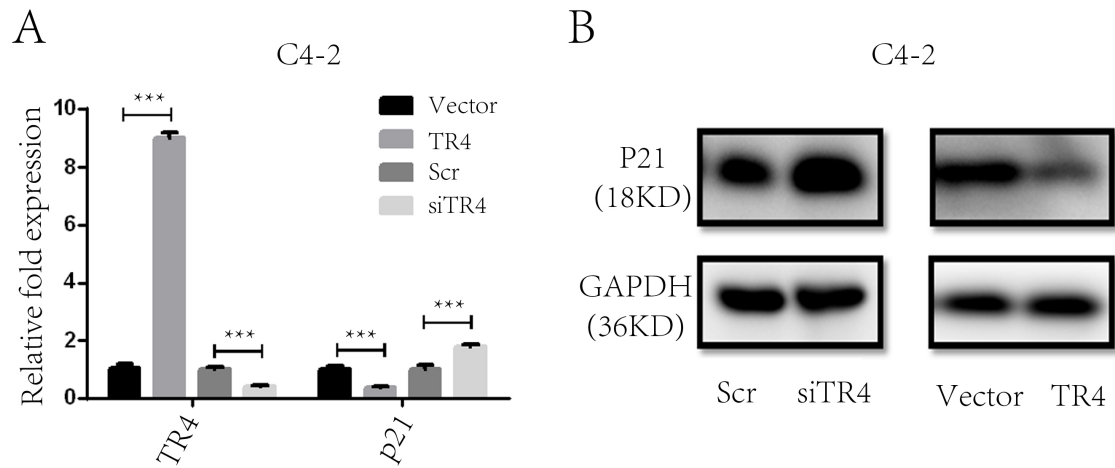 A
C4-2
Relative fold expression
10
8
6
4
2
0
***
***
***
***
Vector
TR4
Scr
siTR4
TR4
p21
B
C4-2
P21
(18KD)
GAPDH
(36KD)
Scr siTR4 Vector TR4